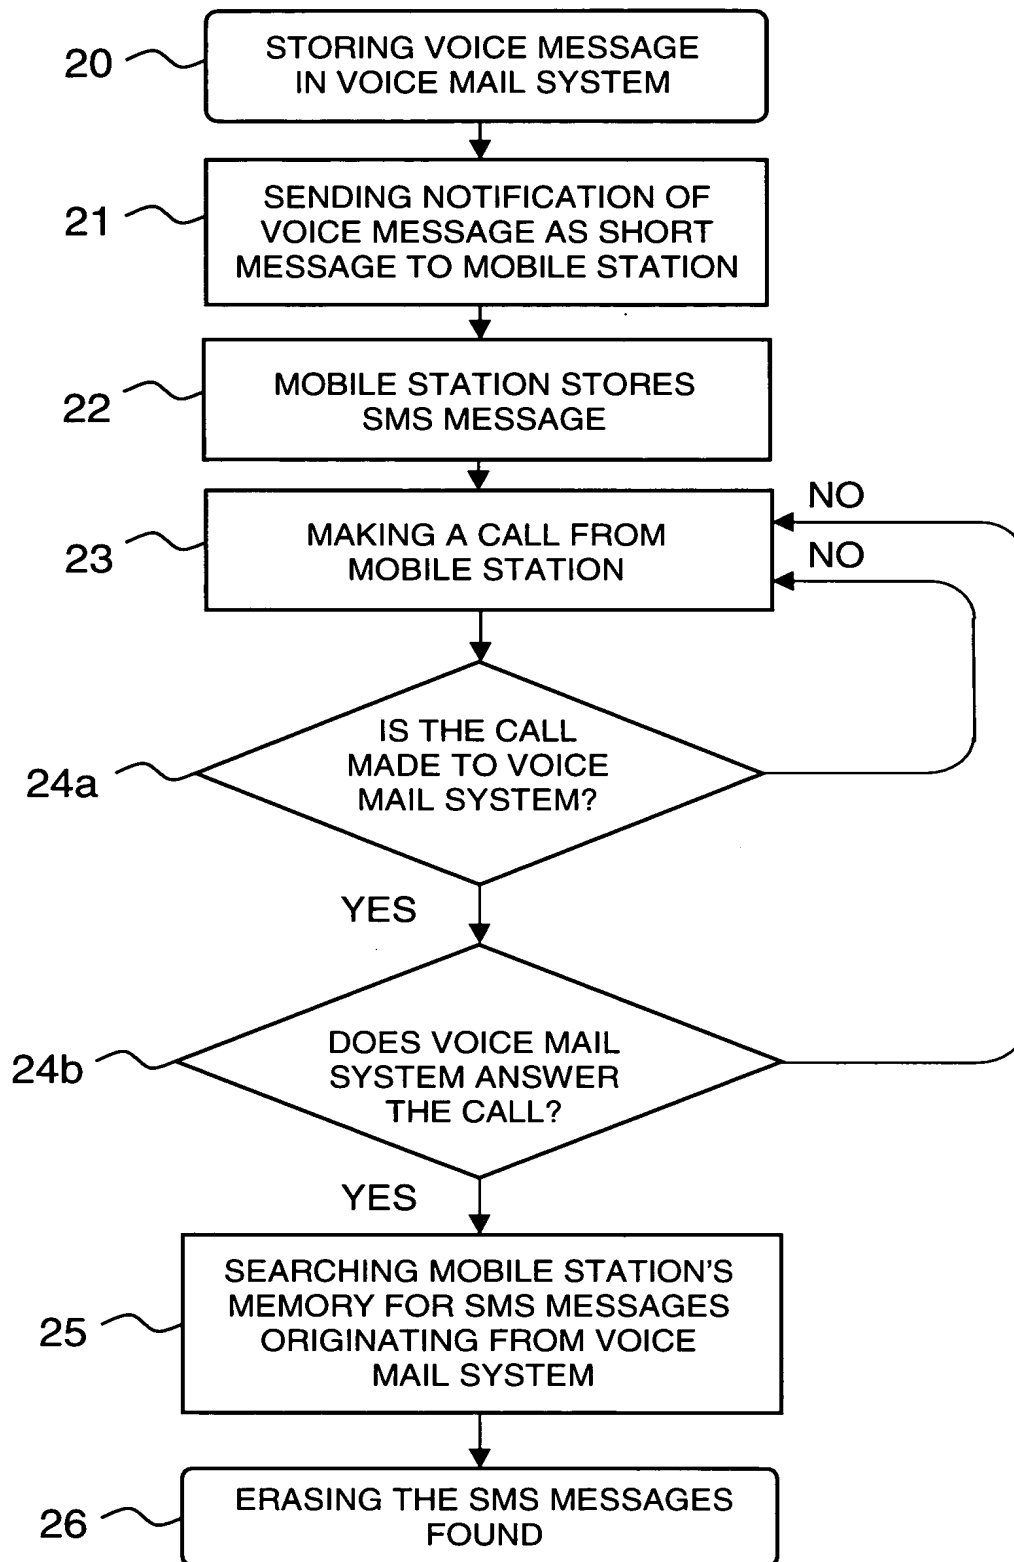 20
STORING VOICE MESSAGE
IN VOICE MAIL SYSTEM
21
SENDING NOTIFICATION OF
VOICE MESSAGE AS SHORT
MESSAGE TO MOBILE STATION
22
MOBILE STATION STORES
SMS MESSAGE
23
MAKING A CALL FROM
MOBILE STATION
NO
NO
24a
IS THE CALL
MADE TO VOICE
MAIL SYSTEM?
YES
24b
DOES VOICE MAIL
SYSTEM ANSWER
THE CALL?
YES
25
SEARCHING MOBILE STATION'S
MEMORY FOR SMS MESSAGES
ORIGINATING FROM VOICE
MAIL SYSTEM
26
ERASING THE SMS MESSAGES
FOUND